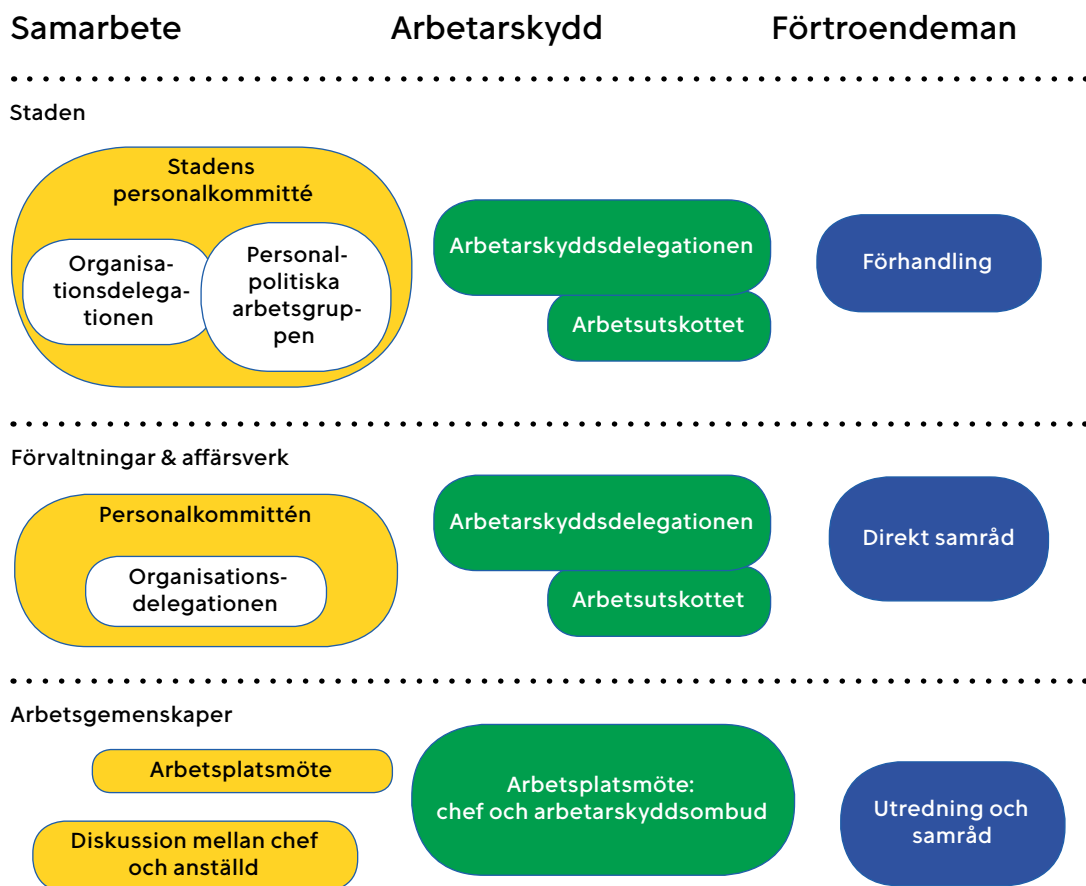 Samarbete
Arbetarskydd
Förtroendeman
Staden
Stadens
personalkommitté
Organisa-
tionsdelega-
tionen
Personal-
politiska
arbetsgrup-
pen
Arbetarskyddsdelegationen
Arbetsutskottet
Förhandling
Förvaltningar & affärsverk
Personalkommittén
Organisations-
delegationen
Arbetarskyddsdelegationen
Arbetsutskottet
Direkt samråd
Arbetsgemenskaper
Arbetsplatsmöte
Diskussion mellan chef
och anställd
Arbetsplatsmöte:
chef och arbetarskyddsombud
Utredning och
samråd